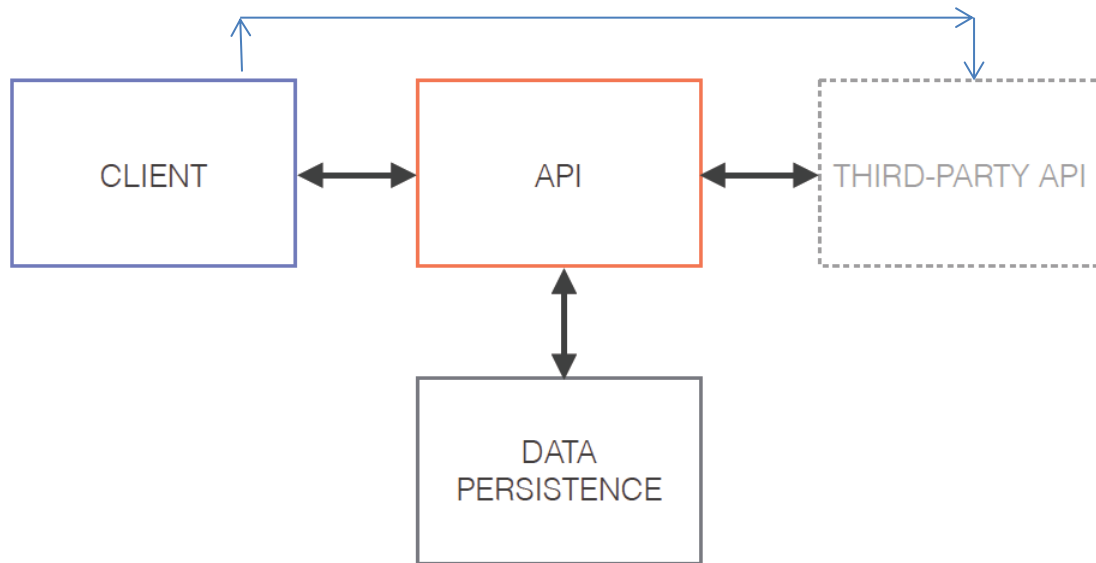 CLIENT
API
THIRD-PARTY API
DATA
PERSISTENCE